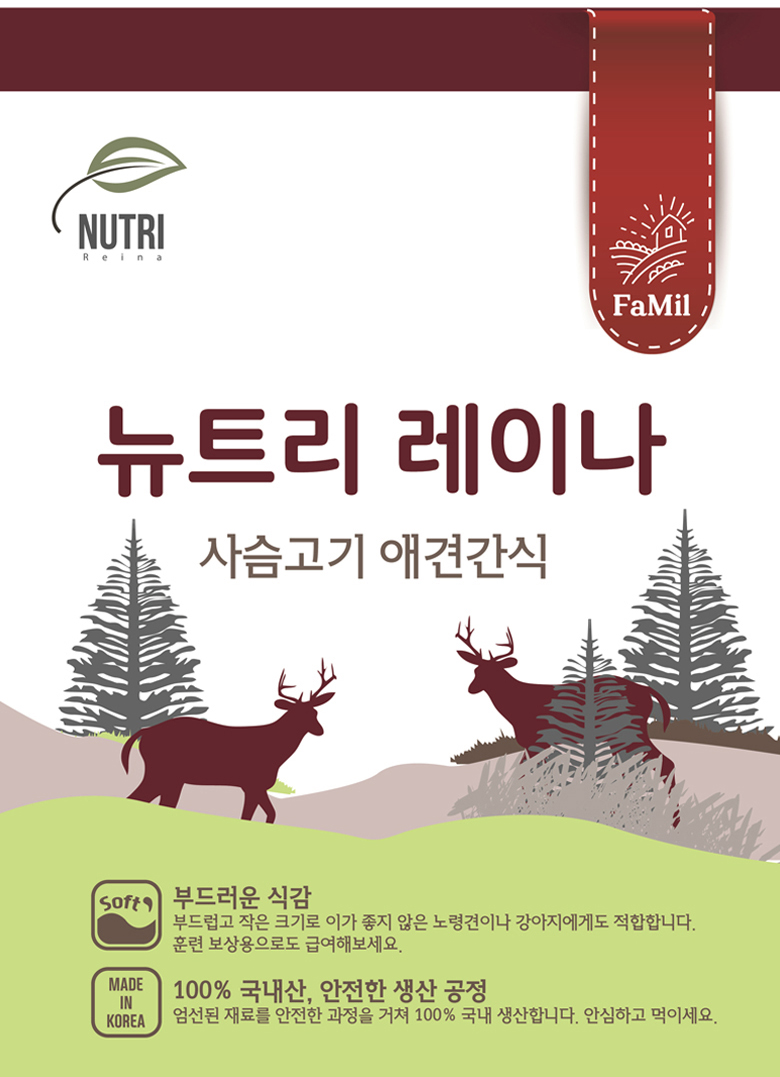 NUTRI
Reina
FaMil
뉴트리 레이나
사슴고기 애견간식
Soft
부드러운 식감
부드럽고 작은 크기로 이가 좋지 않은 노령견이나 강아지에게도 적합합니다.
훈련 보상용으로도 급여해보세요.
MADE
IN
KOREA
100% 국내산, 안전한 생산 공정
엄선된 재료를 안전한 과정을 거쳐 100% 국내 생산합니다. 안심하고 먹이세요.